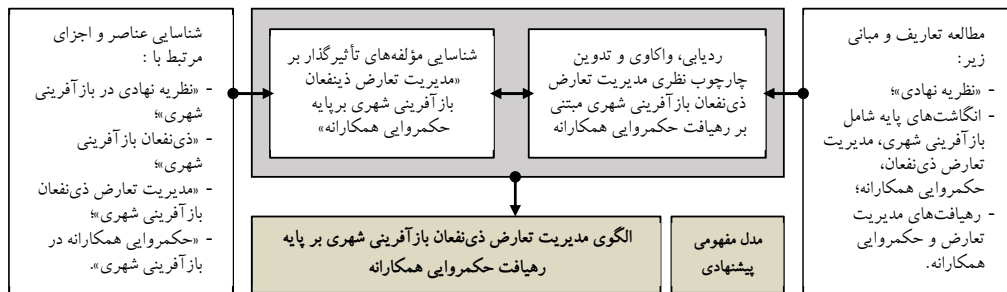 مطالعه تعاریف و مبانی
زیر:
- «نظریه نهادی»؛
- انگاشت‌های پایه شامل
بازآفرینی شهری، مدیریت
تعارض ذی‌نفعان،
حکمروایی همکارانه؛
- رهیافت‌های مدیریت
تعارض و حکمروایی
همکارانه.
ردیابی، واکاوی و تدوین
چارچوب نظری مدیریت تعارض
ذی‌نفعان بازآفرینی شهری مبتنی
بر رهیافت حکمروایی همکارانه
شناسایی مؤلفه‌های تأثیرگذار بر
«مدیریت تعارض ذینفعان
بازآفرینی شهری برپایه
حکمروایی همکارانه»
شناسایی عناصر و اجزای
مرتبط با :
- «نظریه نهادی در بازآفرینی
شهری»؛
- «ذی‌نفعان بازآفرینی
شهری»؛
- «مدیریت تعارض ذی‌نفعان
بازآفرینی شهری»؛
- «حکمروایی همکارانه در
بازآفرینی شهری».
مدل مفهومی
پیشنهادی
الگوی مدیریت تعارض ذی‌نفعان بازآفرینی شهری بر پایه
رهیافت حکمروایی همکارانه